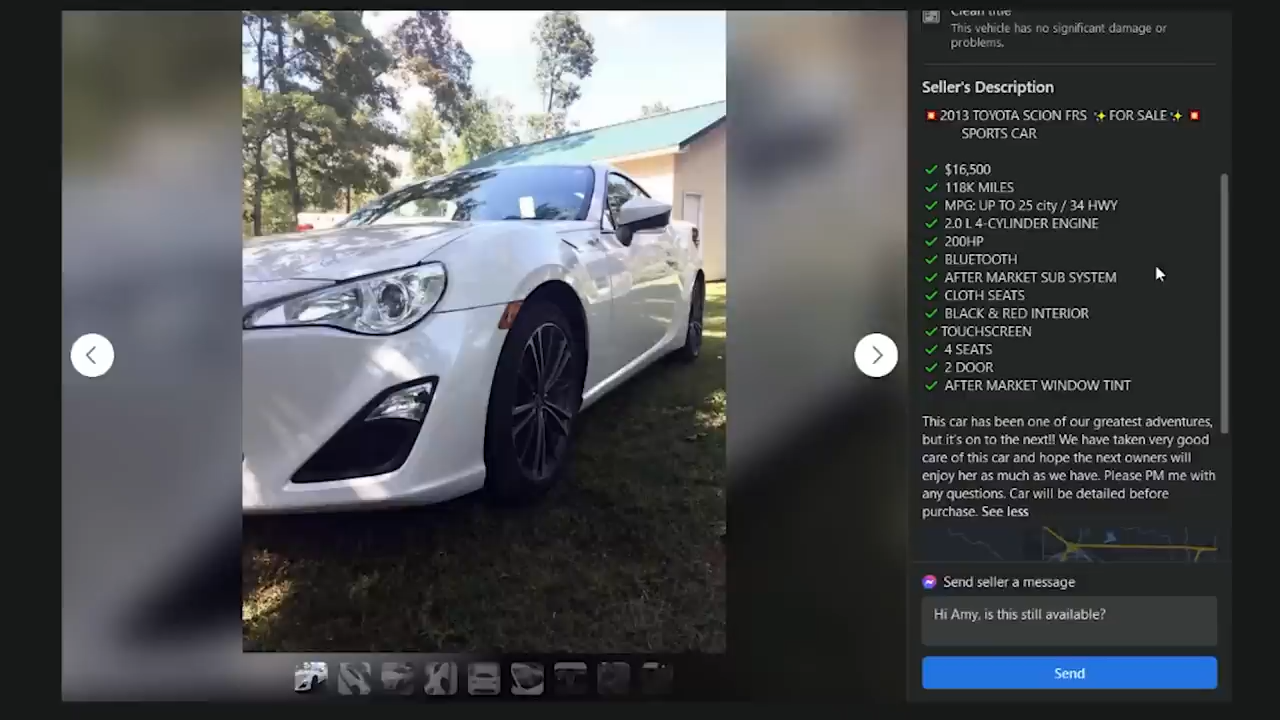 Clean title
This vehicle has no significant damage or
problems.
Seller's Description
💥2013 TOYOTA SCION FRS ✨FOR SALE✨ 💥
SPORTS CAR
✓ $16,500
✓ 118K MILES
✓ MPG: UP TO 25 city / 34 HWY
✓ 2.0 L 4-CYLINDER ENGINE
✓ 200HP
✓ BLUETOOTH
✓ AFTER MARKET SUB SYSTEM
✓ CLOTH SEATS
✓ BLACK & RED INTERIOR
✓TOUCHSCREEN
✓ 4 SEATS
✓ 2 DOOR
✓ AFTER MARKET WINDOW TINT
This car has been one of our greatest adventures,
but it's on to the next!! We have taken very good
care of this car and hope the next owners will
enjoy her as much as we have. Please PM me with
any questions. Car will be detailed before
purchase. See less
Send seller a message
Hi Amy, is this still available?
Send